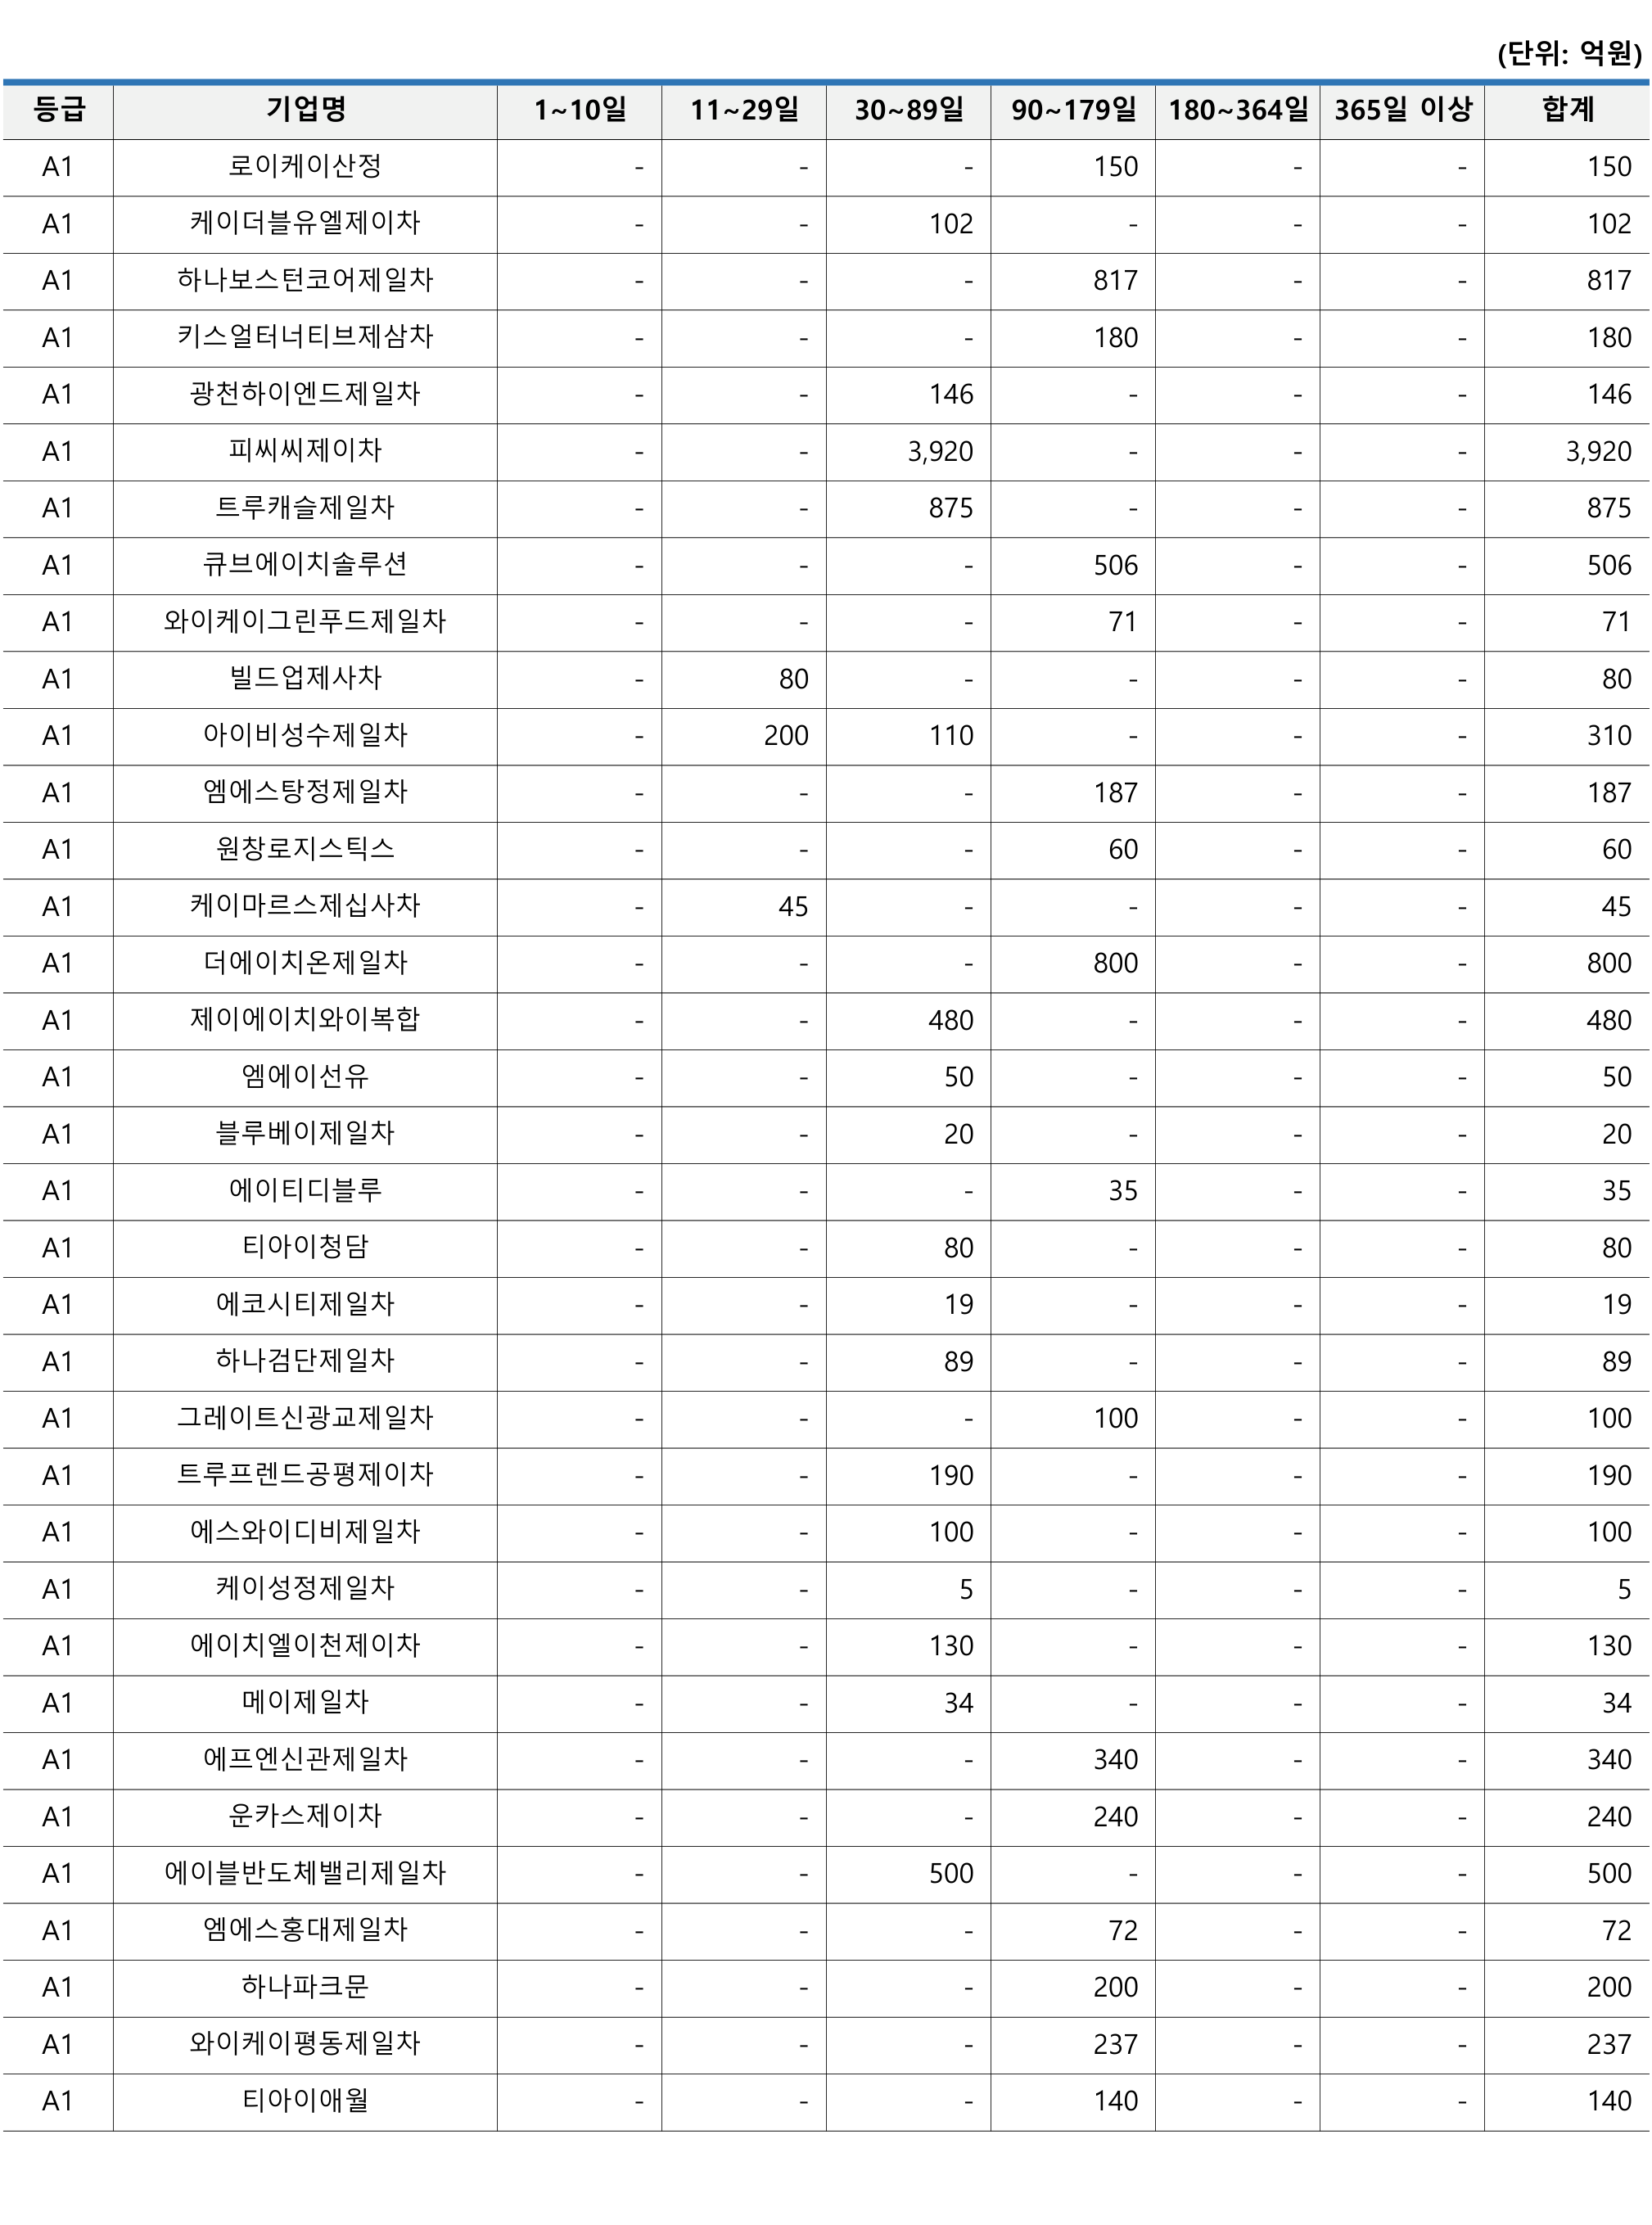 (단위: 억원)
등급 기업명 1~10일 11~29일 30~89일 90~179일 180~364일 365일 이상 합계
A1 로이케이산정 - - - 150 - - 150
A1 케이더블유엘제이차 - - 102 - - - 102
A1 하나보스턴코어제일차 - - - 817 - - 817
A1 키스얼터너티브제삼차 - - - 180 - - 180
A1 광천하이엔드제일차 - - 146 - - - 146
A1 피씨씨제이차 - - 3,920 - - - 3,920
A1 트루캐슬제일차 - - 875 - - - 875
A1 큐브에이치솔루션 - - - 506 - - 506
A1 와이케이그린푸드제일차 - - - 71 - - 71
A1 빌드업제사차 - 80 - - - - 80
A1 아이비성수제일차 - 200 110 - - - 310
A1 엠에스탕정제일차 - - - 187 - - 187
A1 원창로지스틱스 - - - 60 - - 60
A1 케이마르스제십사차 - 45 - - - - 45
A1 더에이치온제일차 - - - 800 - - 800
A1 제이에이치와이복합 - - 480 - - - 480
A1 엠에이선유 - - 50 - - - 50
A1 블루베이제일차 - - 20 - - - 20
A1 에이티디블루 - - - 35 - - 35
A1 티아이청담 - - 80 - - - 80
A1 에코시티제일차 - - 19 - - - 19
A1 하나검단제일차 - - 89 - - - 89
A1 그레이트신광교제일차 - - - 100 - - 100
A1 트루프렌드공평제이차 - - 190 - - - 190
A1 에스와이디비제일차 - - 100 - - - 100
A1 케이성정제일차 - - 5 - - - 5
A1 에이치엘이천제이차 - - 130 - - - 130
A1 메이제일차 - - 34 - - - 34
A1 에프엔신관제일차 - - - 340 - - 340
A1 운카스제이차 - - - 240 - - 240
A1 에이블반도체밸리제일차 - - 500 - - - 500
A1 엠에스홍대제일차 - - - 72 - - 72
A1 하나파크문 - - - 200 - - 200
A1 와이케이평동제일차 - - - 237 - - 237
A1 티아이애월 - - - 140 - - 140